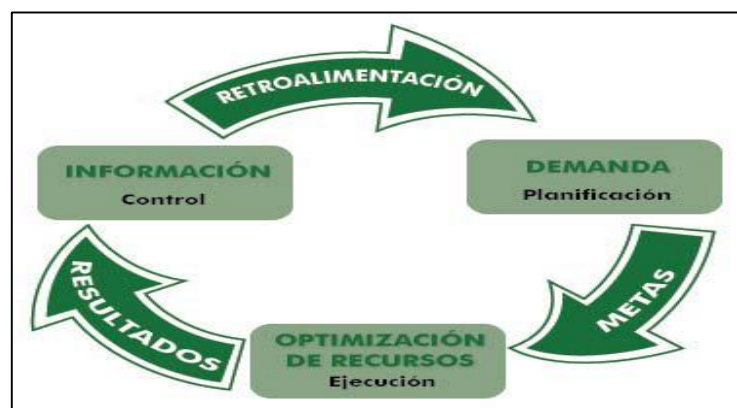 RETROALIMENTACIÓN
INFORMACIÓN
Control
DEMANDA
Planificación
METAS
OPTIMIZACIÓN
DE RECURSOS
Ejecución
RESULTADOS